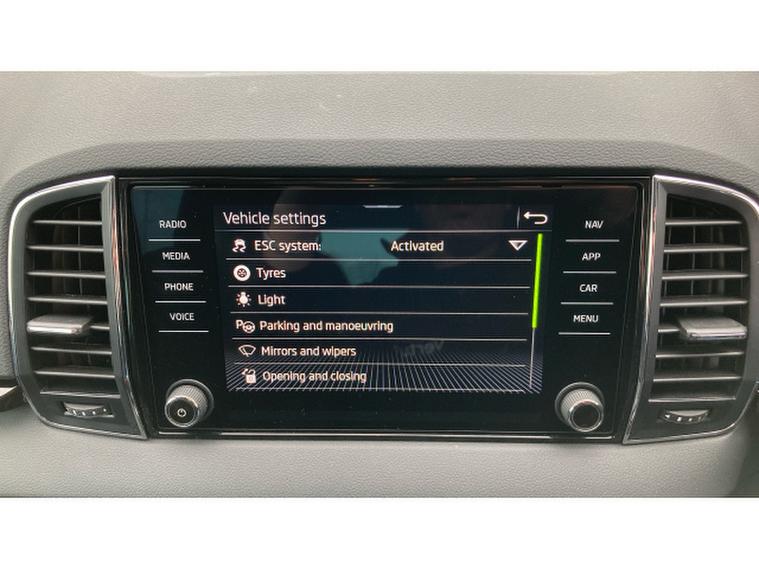 RADIO
MEDIA
PHONE
VOICE
Vehicle settings
ESC system: Activated
Tyres
Light
Parking and manoeuvring
Mirrors and wipers
Opening and closing
NAV
APP
CAR
MENU